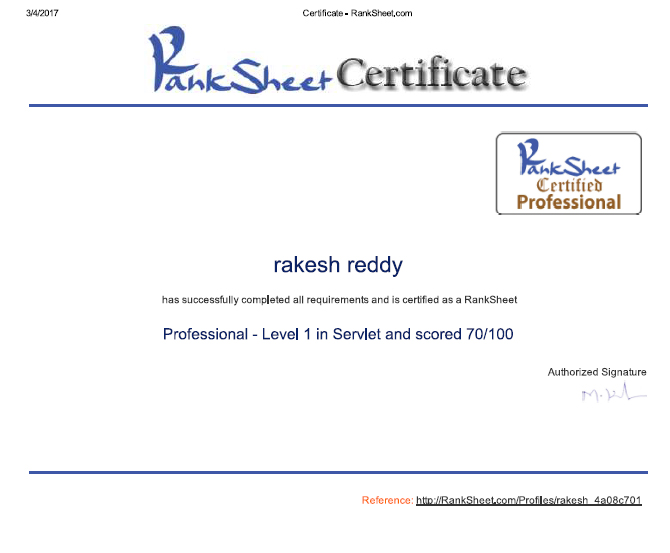 3/4/2017
Certificate - RankSheet.com
RankSheet Certificate
RankSheet
Certified
Professional
rakesh reddy
has successfully completed all requirements and is certified as a RankSheet
Professional - Level 1 in Servlet and scored 70/100
Authorized Signature
Reference: http://RankSheet.com/Profiles/rakesh_4a08c701